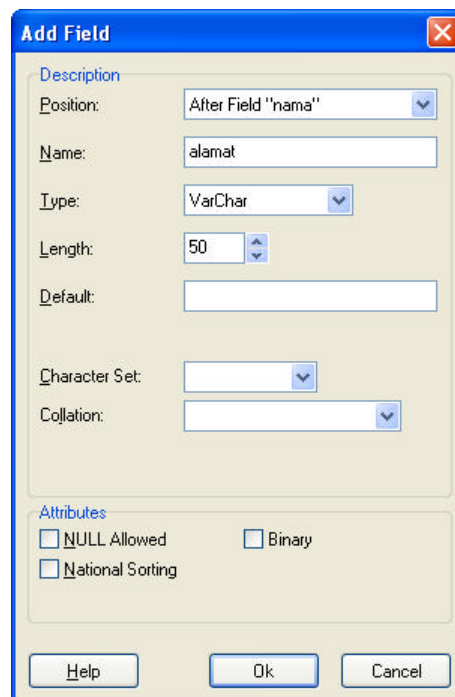 Add Field
Description
Position: After Field "nama"
Name: alamat
Type: VarChar
Length: 50
Default:
Character Set:
Collation:
Attributes
NULL Allowed Binary
National Sorting
Help Ok Cancel